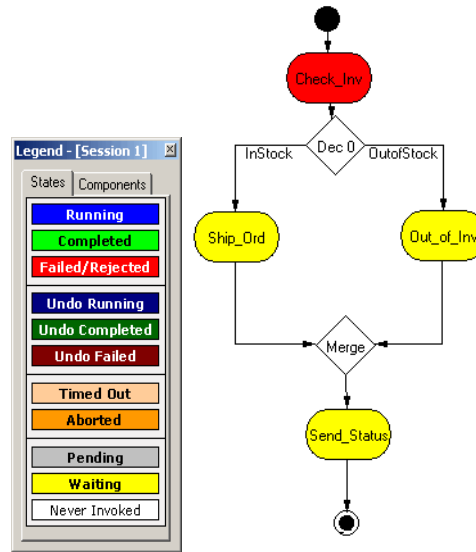 Check_Inv
Dec 0
InStock
OutofStock
Ship_Ord
Out_of_Inv
Merge
Send_Status
Legend - [Session 1]
States
Components
Running
Completed
Failed/Rejected
Undo Running
Undo Completed
Undo Failed
Timed Out
Aborted
Pending
Waiting
Never Invoked